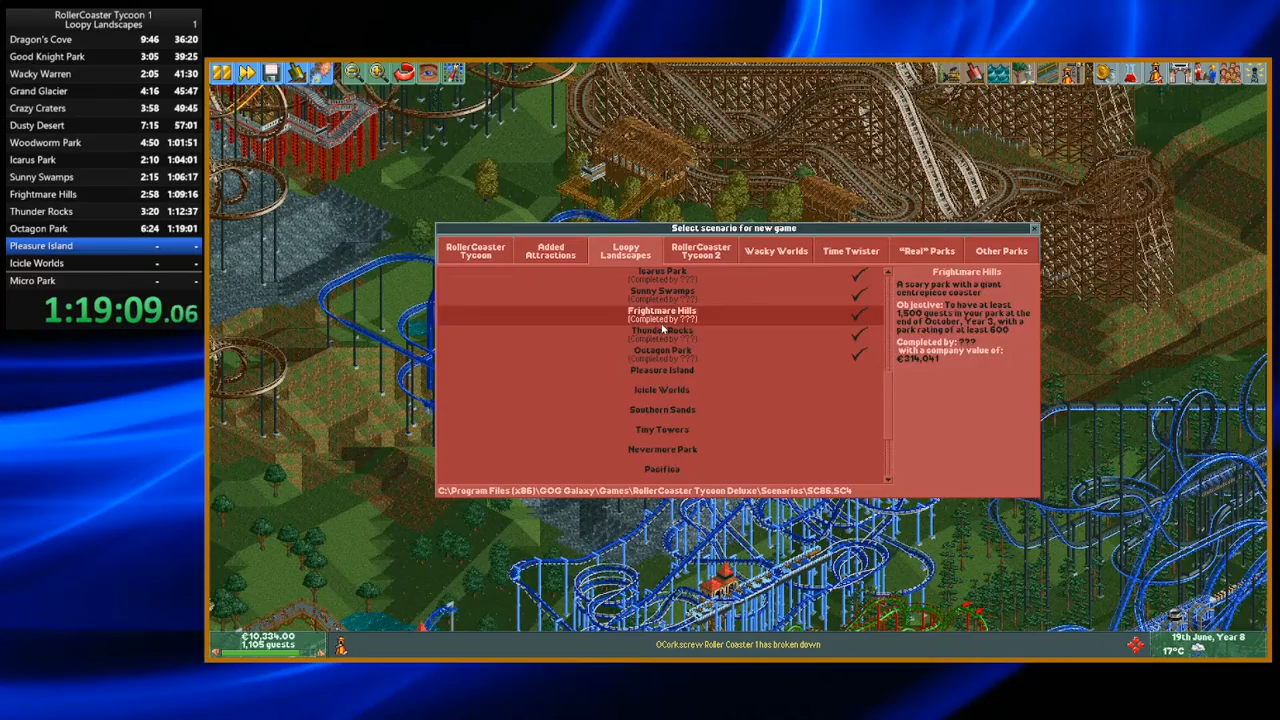 RollerCoaster Tycoon 1
Loopy Landscapes 1
Dragon's Cove 9:46 36:20
Good Knight Park 3:05 39:25
Wacky Warren 2:05 41:30
Grand Glacier 4:16 45:47
Crazy Craters 3:58 49:45
Dusty Desert 7:15 57:01
Woodworm Park 4:50 1:01:51
Icarus Park 2:10 1:04:01
Sunny Swamps 2:15 1:06:17
Frightmare Hills 2:58 1:09:16
Thunder Rocks 3:20 1:12:37
Octagon Park 6:24 1:19:01
Pleasure Island - -
Icicle Worlds - -
Micro Park - -
1:19:09.06
Select scenario for new game
RollerCoaster Tycoon
Added Attractions
Loopy Landscapes
RollerCoaster Tycoon 2
Wacky Worlds
Time Twister
"Real" Parks
Other Parks
Icarus Park
(Completed by ???)
Sunny Swamps
(Completed by ???)
Frightmare Hills
(Completed by ???)
Thunder Rocks
(Completed by ???)
Octagon Park
(Completed by ???)
Pleasure Island
Icicle Worlds
Southern Sands
Tiny Towers
Nevermore Park
Pacifica
Frightmare Hills
A scary park with a giant
centrepiece coaster
Objective: To have at least
1,500 guests in your park at the
end of October, Year 3, with a
park rating of at least 600
Completed by: ???
with a company value of:
€314,041
C:\Program Files (x86)\GOG Galaxy\Games\RollerCoaster Tycoon Deluxe\Scenarios\SC86.SC4
€10,334.00
1,105 guests
Corkscrew Roller Coaster 1 has broken down
19th June, Year 8
17°C